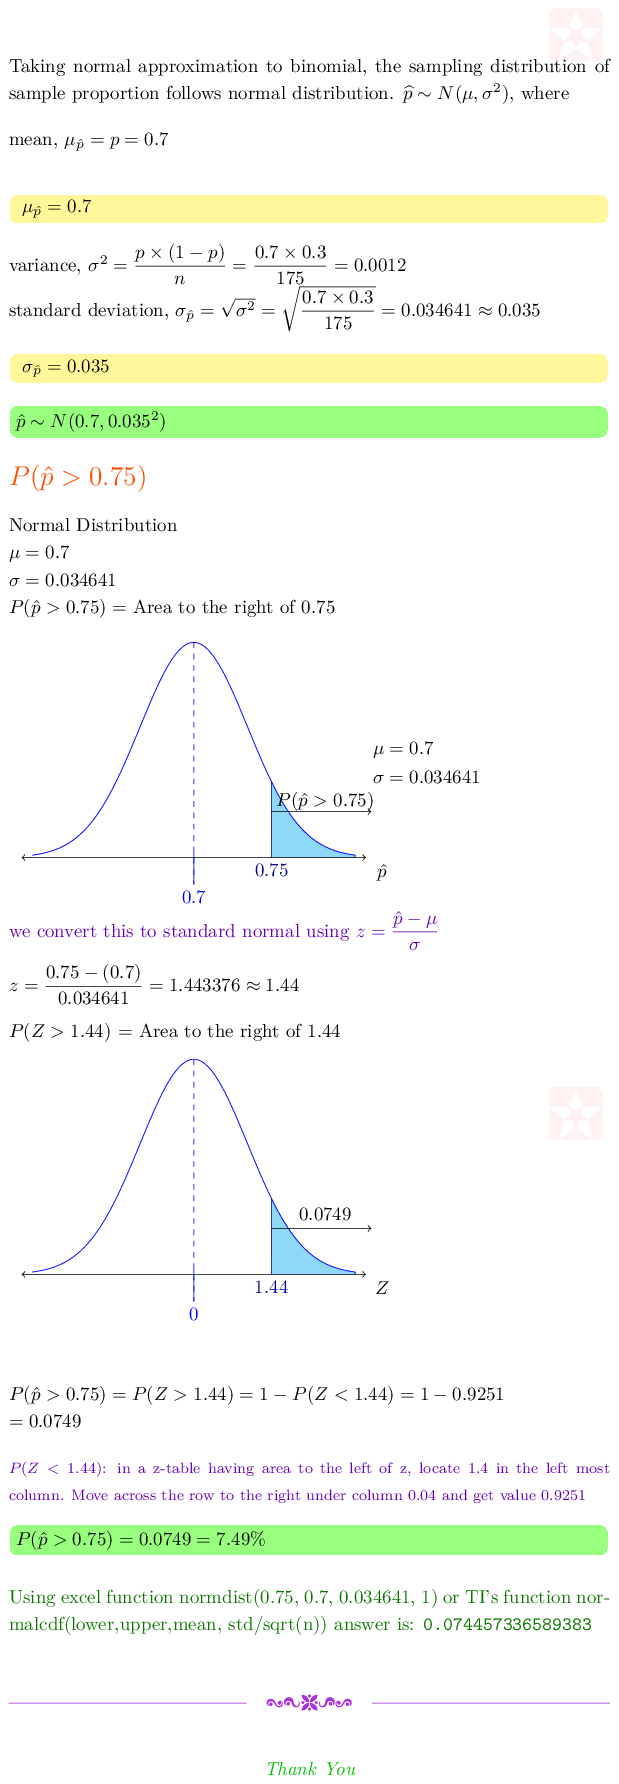 Taking normal approximation to binomial, the sampling distribution of
sample proportion follows normal distribution. p̂ ∼ N(μ, σ²), where
mean, μ_p̂ = p = 0.7
μ_p̂ = 0.7
variance, σ² = p × (1 − p) / n = 0.7 × 0.3 / 175 = 0.0012
standard deviation, σ_p̂ = √σ² = √(0.7 × 0.3 / 175) = 0.034641 ≈ 0.035
σ_p̂ = 0.035
p̂ ∼ N(0.7, 0.035²)
P(p̂ > 0.75)
Normal Distribution
μ = 0.7
σ = 0.034641
P(p̂ > 0.75) = Area to the right of 0.75
μ = 0.7
σ = 0.034641
P(p̂ > 0.75)
0.75
p̂
0.7
we convert this to standard normal using z = (p̂ − μ) / σ
z = (0.75 − (0.7)) / 0.034641 = 1.443376 ≈ 1.44
P(Z > 1.44) = Area to the right of 1.44
0.0749
1.44
Z
0
P(p̂ > 0.75) = P(Z > 1.44) = 1 − P(Z < 1.44) = 1 − 0.9251
= 0.0749
P(Z < 1.44): in a z-table having area to the left of z, locate 1.4 in the left most
column. Move across the row to the right under column 0.04 and get value 0.9251
P(p̂ > 0.75) = 0.0749 = 7.49%
Using excel function normdist(0.75, 0.7, 0.034641, 1) or TI's function nor-
malcdf(lower,upper,mean, std/sqrt(n)) answer is: 0.074457336589383
Thank You